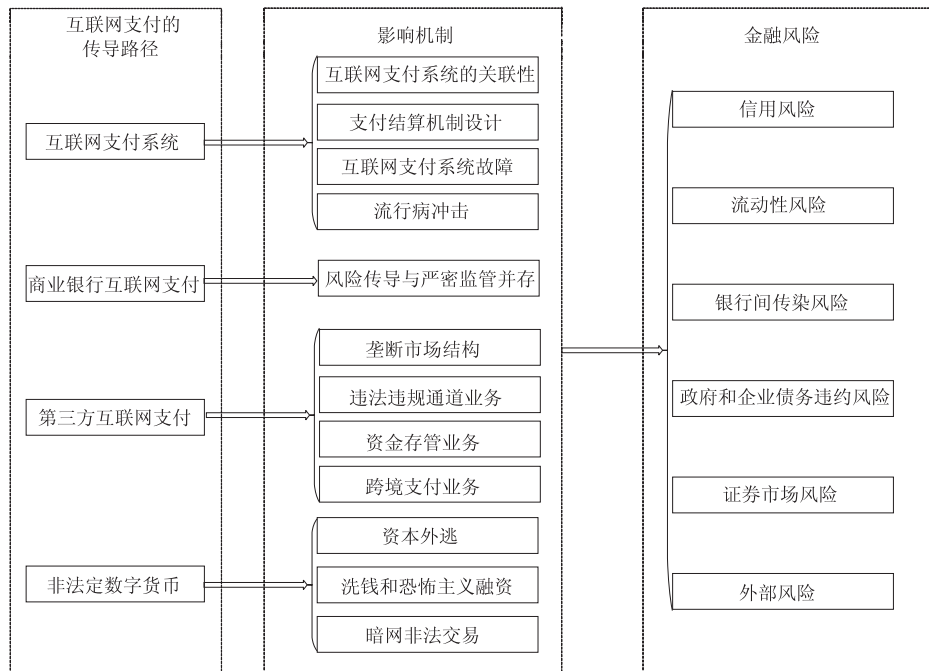 互联网支付的
传导路径
互联网支付系统
商业银行互联网支付
第三方互联网支付
非法定数字货币
影响机制
互联网支付系统的关联性
支付结算机制设计
互联网支付系统故障
流行病冲击
风险传导与严密监管并存
垄断市场结构
违法违规通道业务
资金存管业务
跨境支付业务
资本外逃
洗钱和恐怖主义融资
暗网非法交易
金融风险
信用风险
流动性风险
银行间传染风险
政府和企业债务违约风险
证券市场风险
外部风险